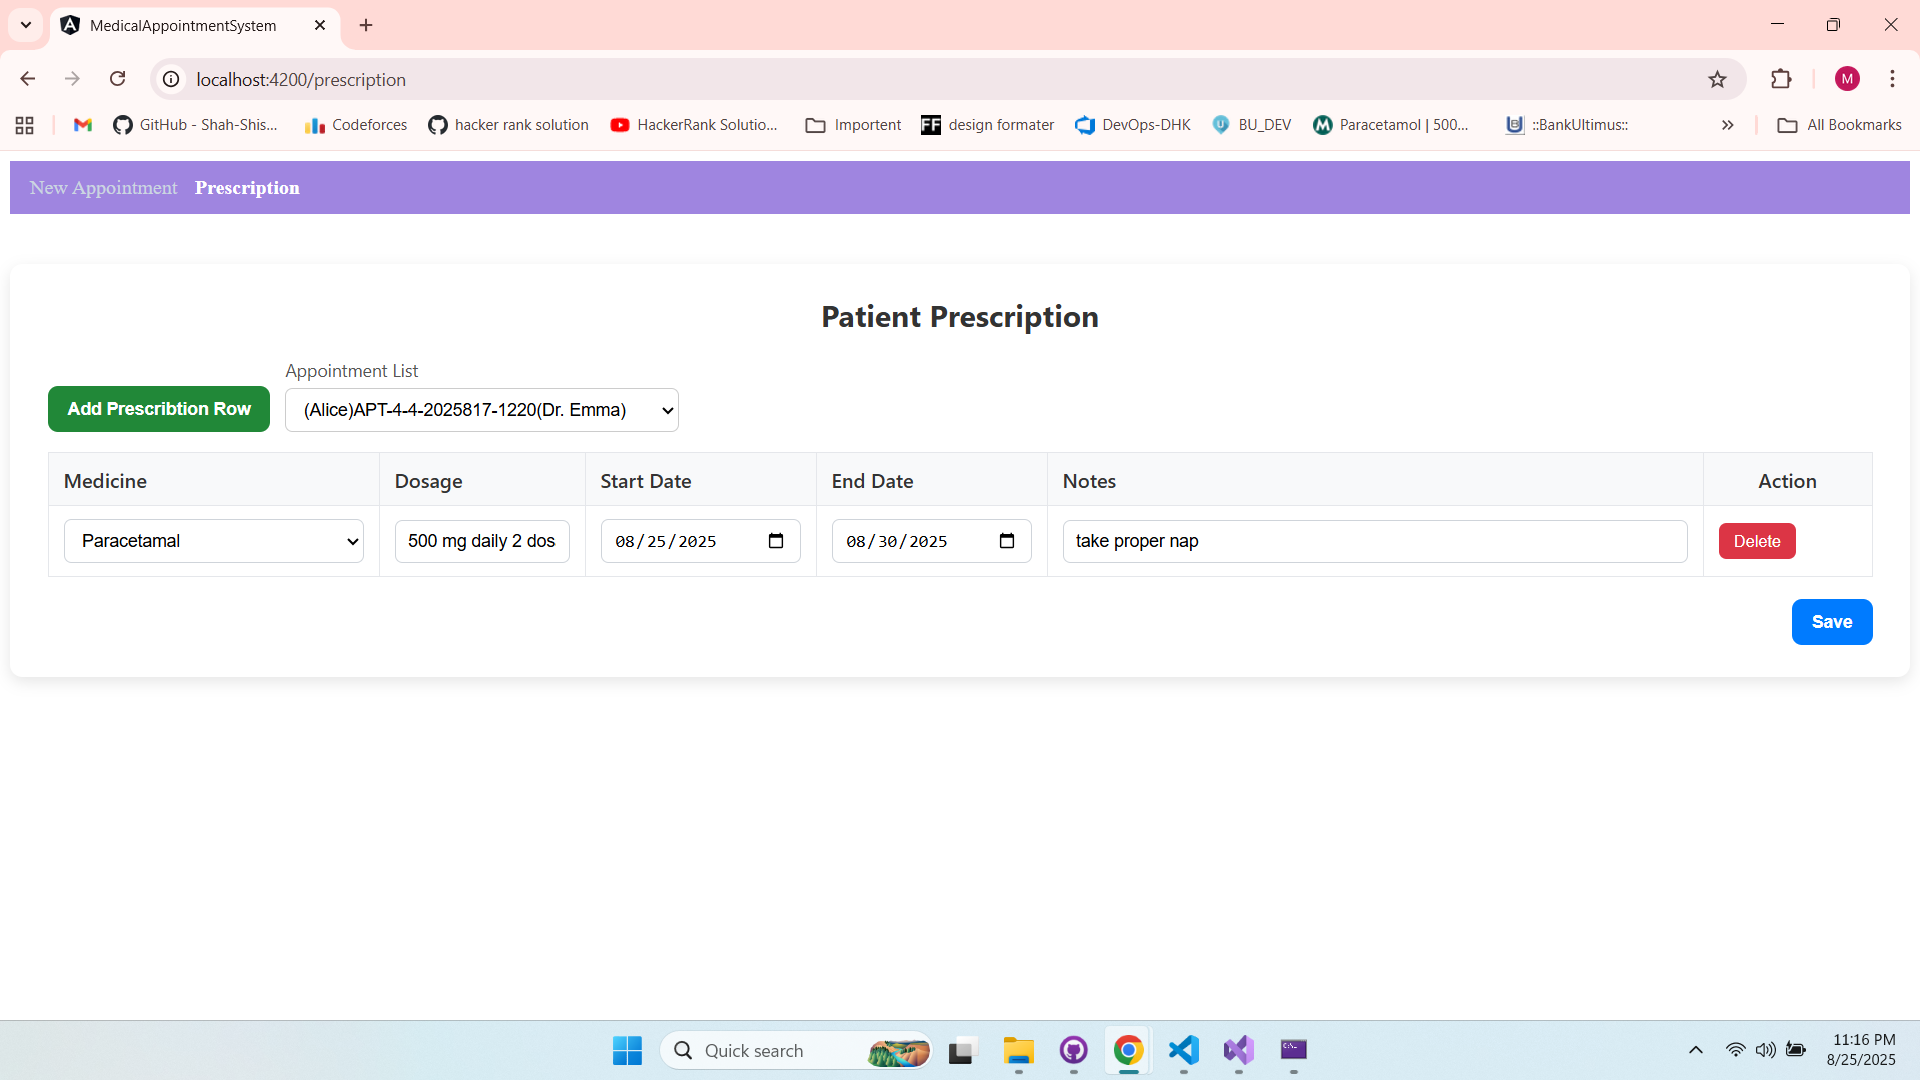 MedicalAppointmentSystem
localhost:4200/prescription
M
GitHub - Shah-Shis...
Codeforces
hacker rank solution
HackerRank Solutio...
Importent
FF
design formater
DevOps-DHK
BU_DEV
Paracetamol | 500...
::BankUltimus::
All Bookmarks
New Appointment
Prescription
Patient Prescription
Appointment List
Add Prescribtion Row
(Alice)APT-4-4-2025817-1220(Dr. Emma)
Medicine
Dosage
Start Date
End Date
Notes
Action
Paracetamal
500 mg daily 2 dos
08/25/2025
08/30/2025
take proper nap
Delete
Save
Quick search
11:16 PM
8/25/2025